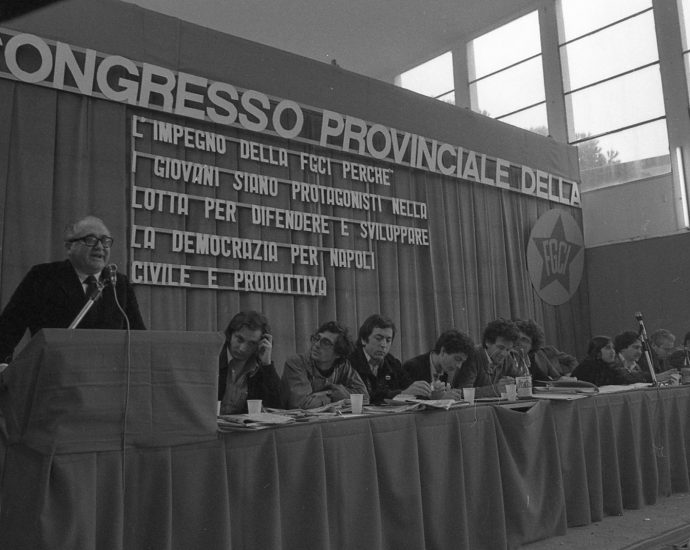 CONGRESSO PROVINCIALE DELLA
L'IMPEGNO DELLA FGCI PERCHE'
I GIOVANI SIANO PROTAGONISTI NELLA
LOTTA PER DIFENDERE E SVILUPPARE
LA DEMOCRAZIA PER NAPOLI
CIVILE E PRODUTTIVA
FGCI